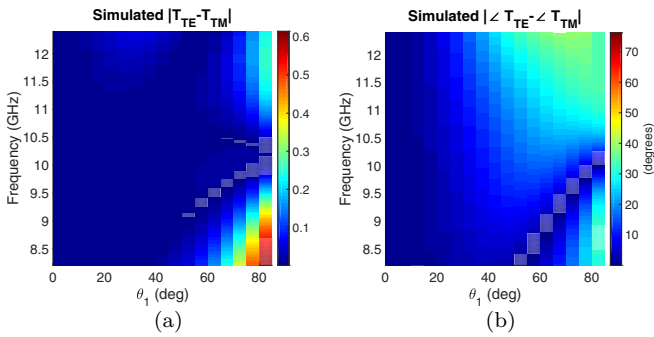 Simulated |T_TE-T_TM|
Simulated |∠ T_TE-∠ T_TM|
12
11.5
11
10.5
10
9.5
9
8.5
Frequency (GHz)
0 20 40 60 80
θ_1 (deg)
0.6
0.5
0.4
0.3
0.2
0.1
(a)
12
11.5
11
10.5
10
9.5
9
8.5
Frequency (GHz)
0 20 40 60 80
θ_1 (deg)
70
60
50
40
30
20
10
(degrees)
(b)